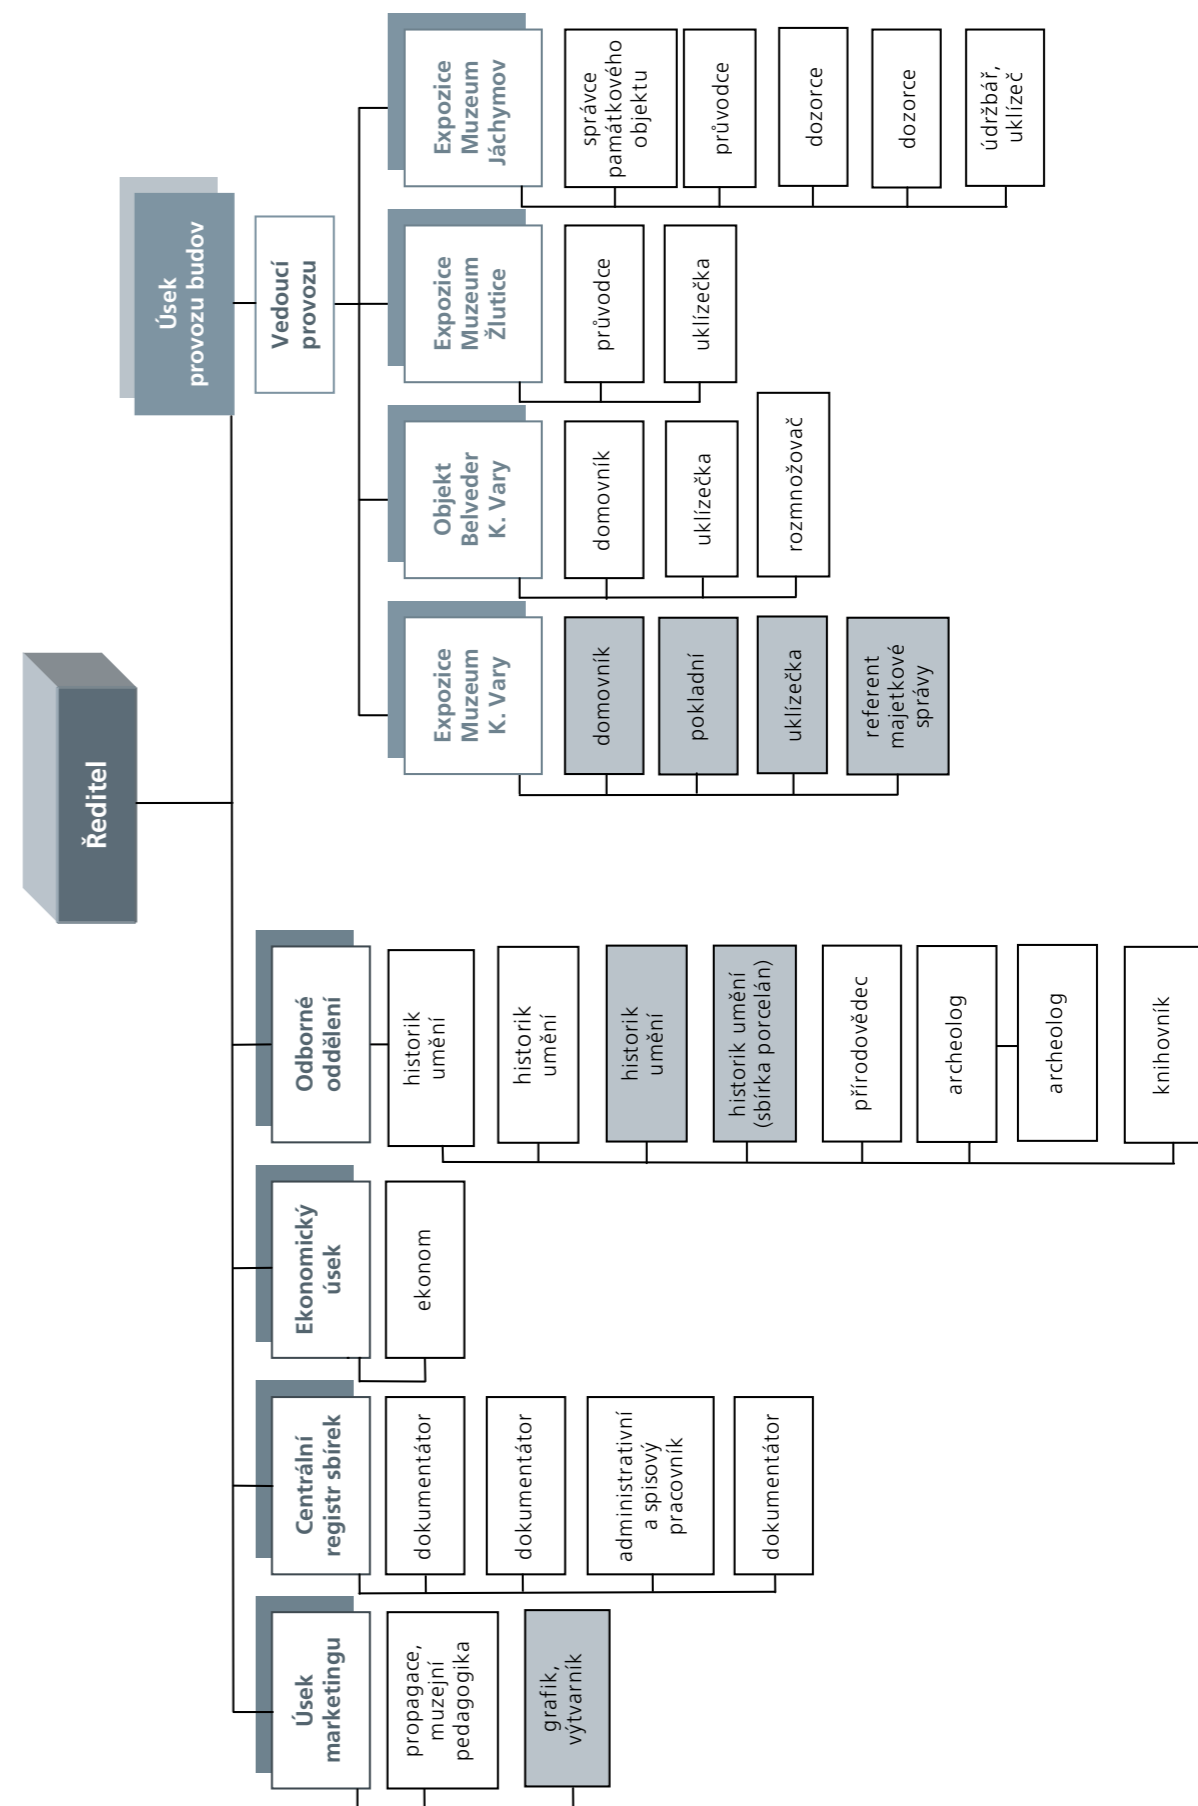 Ředitel
Úsek
marketingu
propagace,
muzejní
pedagogika
grafik,
výtvarník
Centrální
registr sbírek
dokumentátor
dokumentátor
administrativní
a spisový
pracovník
dokumentátor
Ekonomický
úsek
ekonom
Odborné
oddělení
historik
umění
historik
umění
historik
umění
historik umění
(sbírka porcelán)
přírodovědec
archeolog
archeolog
knihovník
Úsek
provozu budov
Vedoucí
provozu
Expozice
Muzeum
K. Vary
domovník
pokladní
uklízečka
referent
majetkové
správy
Objekt
Belveder
K. Vary
domovník
uklízečka
rozmnožovač
Expozice
Muzeum
Žlutice
průvodce
uklízečka
Expozice
Muzeum
Jáchymov
správce
památkového
objektu
průvodce
dozorce
dozorce
údržbář,
uklízeč